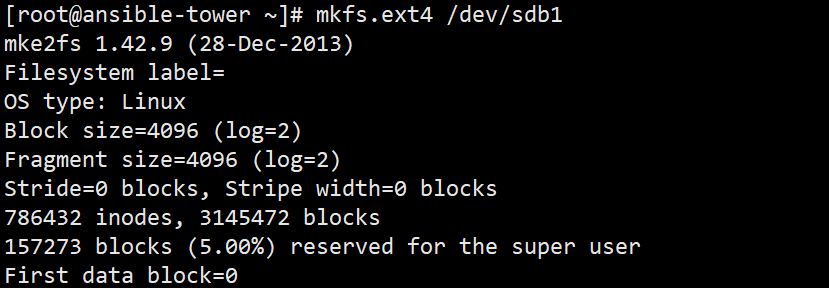 [root@ansible-tower ~]# mkfs.ext4 /dev/sdb1
mke2fs 1.42.9 (28-Dec-2013)
Filesystem label=
OS type: Linux
Block size=4096 (log=2)
Fragment size=4096 (log=2)
Stride=0 blocks, Stripe width=0 blocks
786432 inodes, 3145472 blocks
157273 blocks (5.00%) reserved for the super user
First data block=0